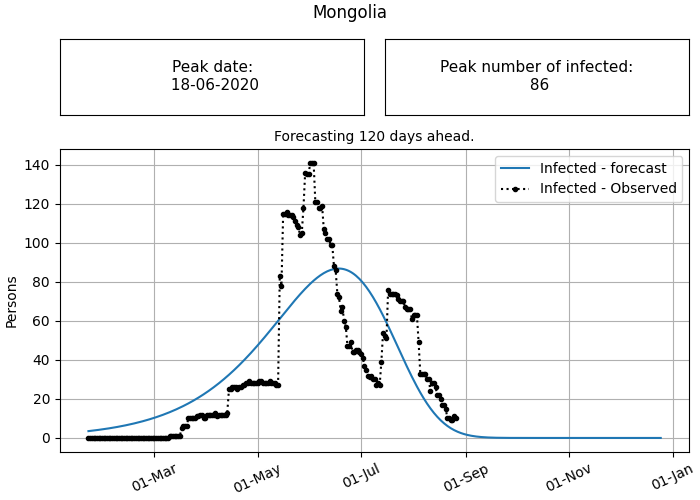 Mongolia
Peak date:
18-06-2020
Peak number of infected:
86
Forecasting 120 days ahead.
Infected - forecast
Infected - Observed
140
120
100
80
60
40
20
0
Persons
01-Mar
01-May
01-Jul
01-Sep
01-Nov
01-Jan